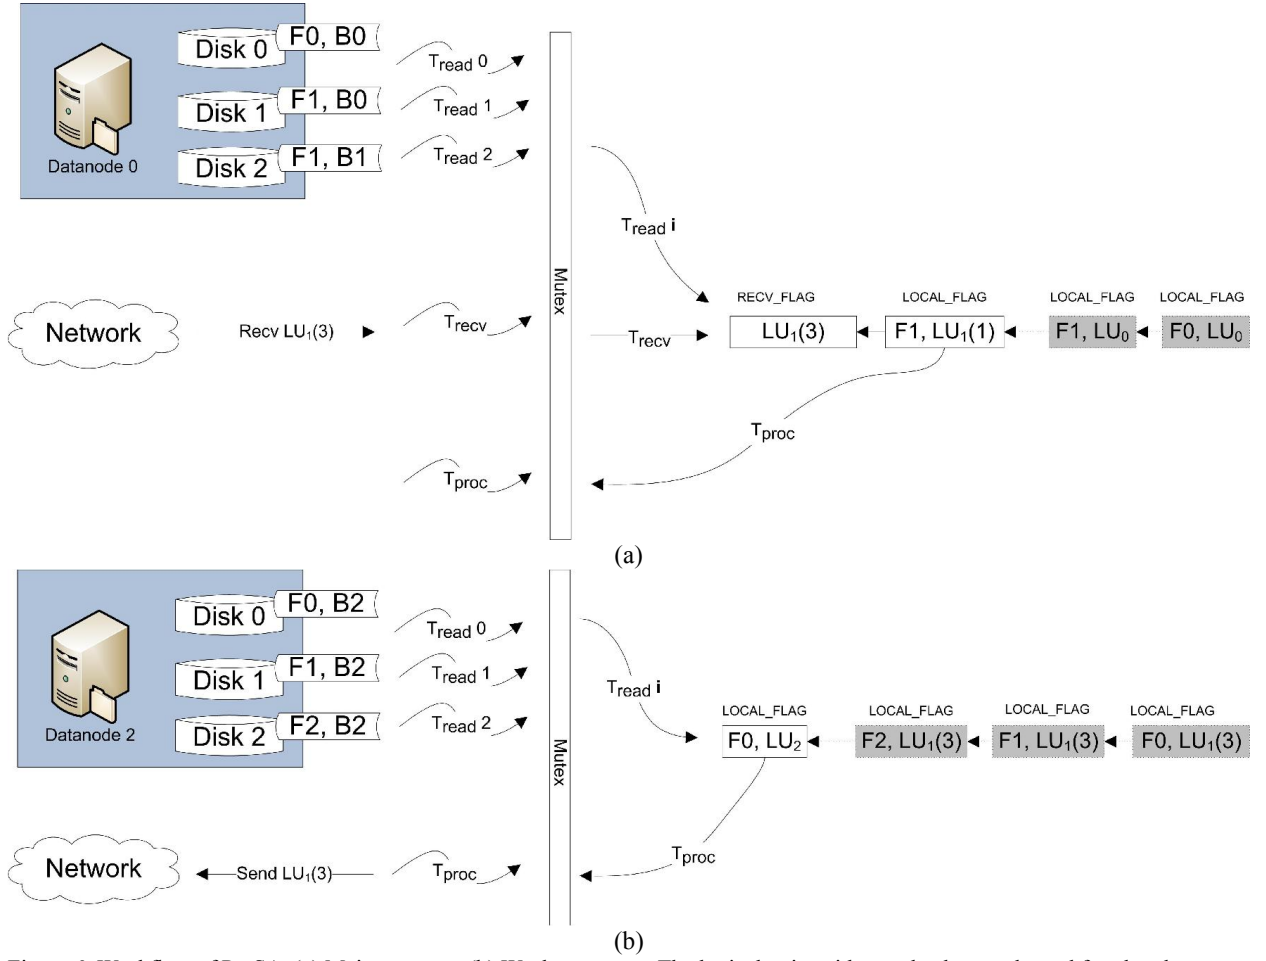 F0, B0
Disk 0
Tread 0
F1, B0
Disk 1
Tread 1
F1, B1
Disk 2
Tread 2
Datanode 0
Tread i
Mutex
RECV_FLAG
LOCAL_FLAG
LOCAL_FLAG
LOCAL_FLAG
Network
Recv LU1(3)
Trecv
Trecv
LU1(3)
F1, LU1(1)
F1, LU0
F0, LU0
Tproc
Tproc
(a)
F0, B2
Disk 0
Tread 0
F1, B2
Disk 1
Tread 1
F2, B2
Disk 2
Tread 2
Datanode 2
Tread i
Mutex
LOCAL_FLAG
LOCAL_FLAG
LOCAL_FLAG
LOCAL_FLAG
F0, LU2
F2, LU1(3)
F1, LU1(3)
F0, LU1(3)
Network
Send LU1(3)
Tproc
Tproc
(b)